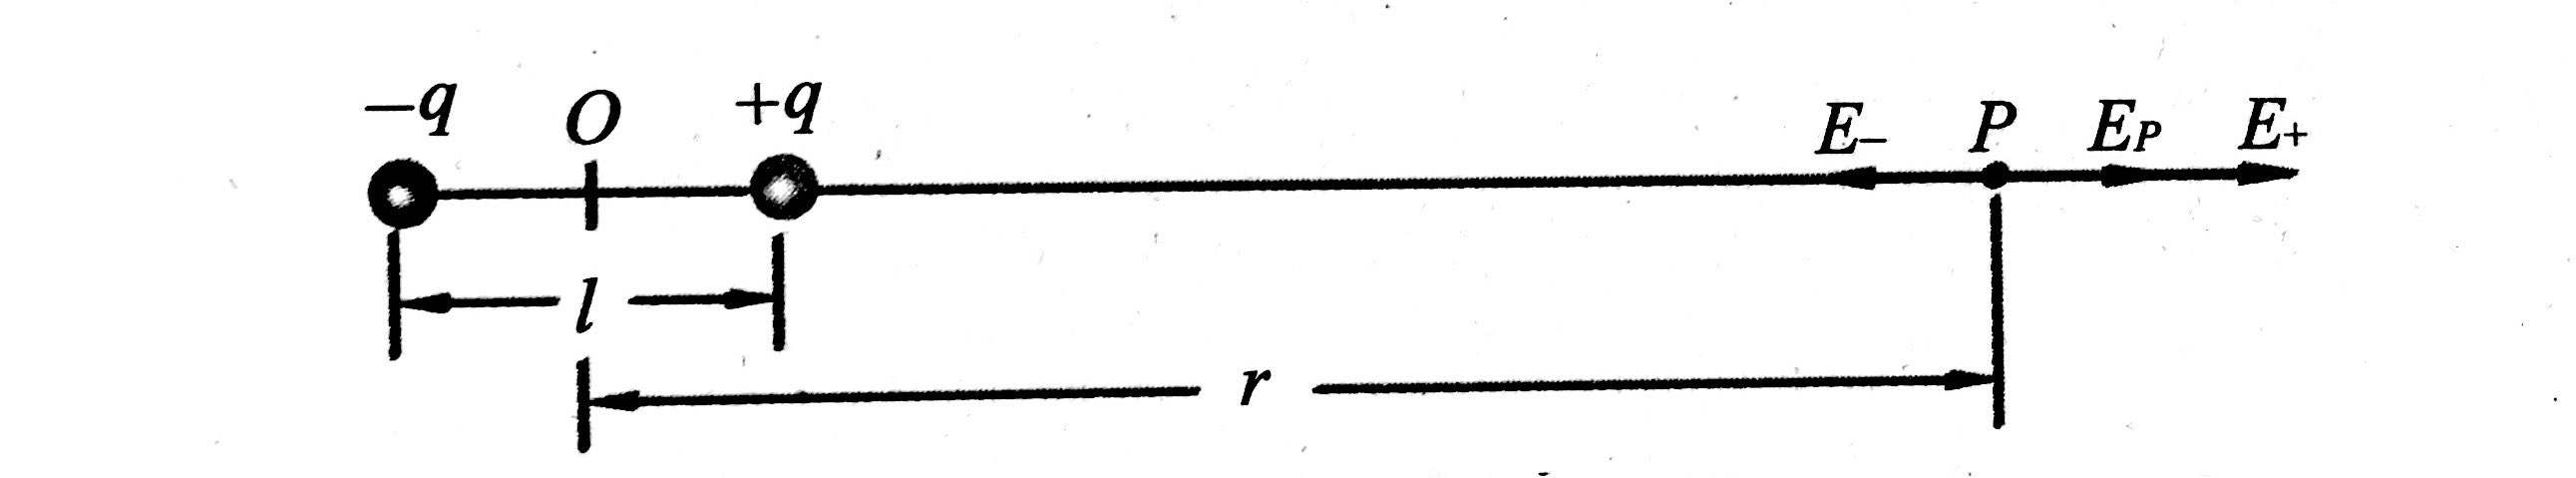 −q O +q E− P EP E+
l
r